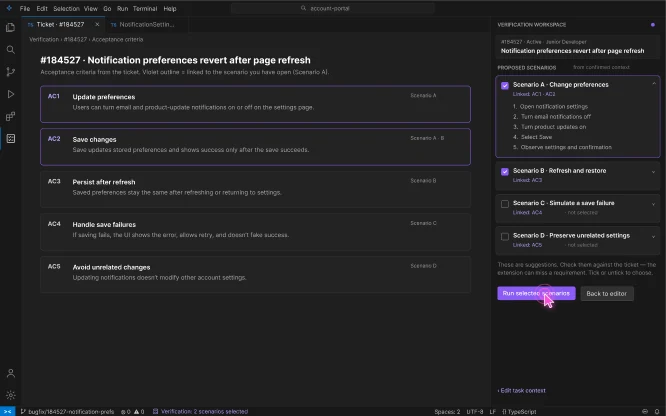 File Edit Selection View Go Run Terminal Help
account-portal
TS Ticket · #184527 ×
TS NotificationSettin...
Verification › #184527 › Acceptance criteria
#184527 · Notification preferences revert after page refresh
Acceptance criteria from the ticket. Violet outline = linked to the scenario you have open (Scenario A).
AC1 Update preferences Scenario A
Users can turn email and product-update notifications on or off on the settings page.
AC2 Save changes Scenario A · B
Save updates stored preferences and shows success only after the save succeeds.
AC3 Persist after refresh Scenario B
Saved preferences stay the same after refreshing or returning to settings.
AC4 Handle save failures Scenario C
If saving fails, the UI shows the error, allows retry, and doesn't fake success.
AC5 Avoid unrelated changes Scenario D
Updating notifications doesn't modify other account settings.
VERIFICATION WORKSPACE
#184527 · Active · Junior Developer
Notification preferences revert after page refresh
PROPOSED SCENARIOS from confirmed context
Scenario A · Change preferences
Linked: AC1 · AC2
1. Open notification settings
2. Turn email notifications off
3. Turn product updates on
4. Select Save
5. Observe settings and confirmation
Scenario B · Refresh and restore
Linked: AC3
Scenario C · Simulate a save failure
Linked: AC4 · not selected
Scenario D · Preserve unrelated settings
Linked: AC5 · not selected
These are suggestions. Check them against the ticket — the
extension can miss a requirement. Tick or untick to choose.
Run selected scenarios
Back to editor
› Edit task context
bugfix/184527-notification-prefs 0 0 Verification: 2 scenarios selected
Spaces: 2 UTF-8 LF {} TypeScript